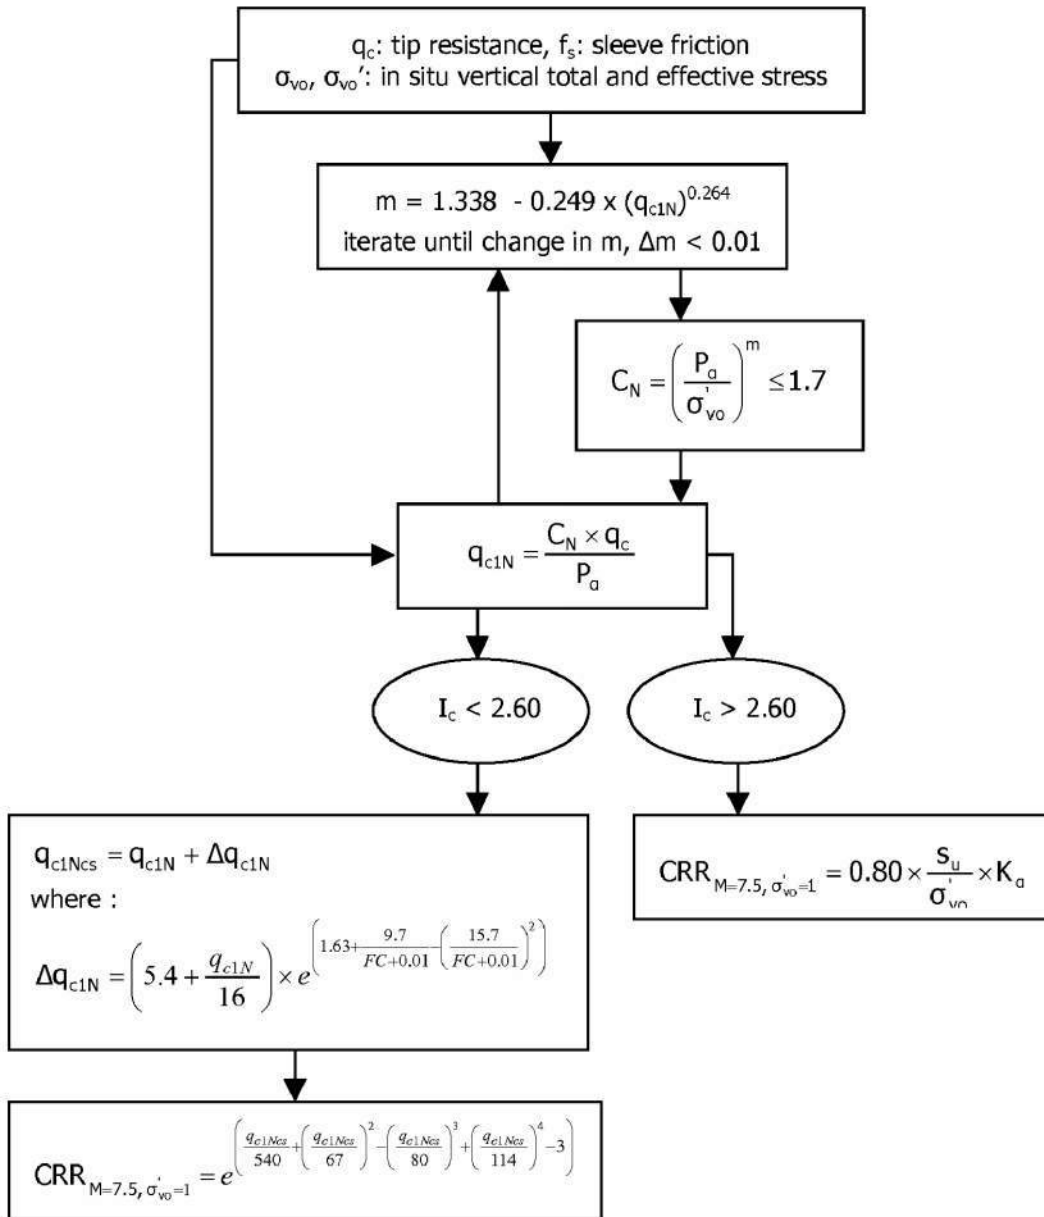 q_c: tip resistance, f_s: sleeve friction
σ_vo, σ_vo′: in situ vertical total and effective stress
m = 1.338 - 0.249 x (q_c1N)^0.264
iterate until change in m, Δm < 0.01
C_N = (P_a / σ'_vo)^m ≤ 1.7
q_c1N = (C_N × q_c) / P_a
I_c < 2.60
I_c > 2.60
q_c1Ncs = q_c1N + Δq_c1N
where :
Δq_c1N = (5.4 + q_c1N/16) × e^(1.63 + 9.7/(FC+0.01) - (15.7/(FC+0.01))^2)
CRR_M=7.5, σ'_vo=1 = 0.80 × s_u/σ'_vo × K_α
CRR_M=7.5, σ'_vo=1 = e^(q_c1Ncs/540 + (q_c1Ncs/67)^2 - (q_c1Ncs/80)^3 + (q_c1Ncs/114)^4 - 3)